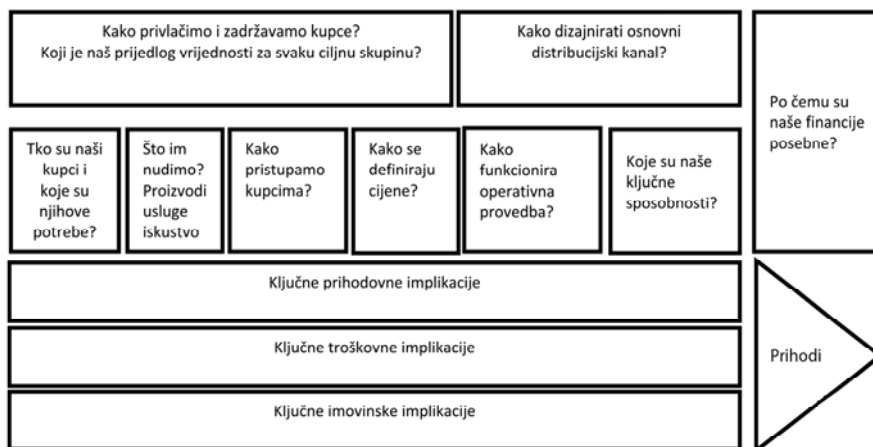 Kako privlačimo i zadržavamo kupce?
Koji je naš prijedlog vrijednosti za svaku ciljnu skupinu?
Kako dizajnirati osnovni
distribucijski kanal?
Po čemu su
naše financije
posebne?
Tko su naši
kupci i
koje su
njihove
potrebe?
Što im
nudimo?
Proizvodi
usluge
iskustvo
Kako
pristupamo
kupcima?
Kako se
definiraju
cijene?
Kako
funkcionira
operativna
provedba?
Koje su naše
ključne
sposobnosti?
Ključne prihodovne implikacije
Ključne troškovne implikacije
Ključne imovinske implikacije
Prihodi